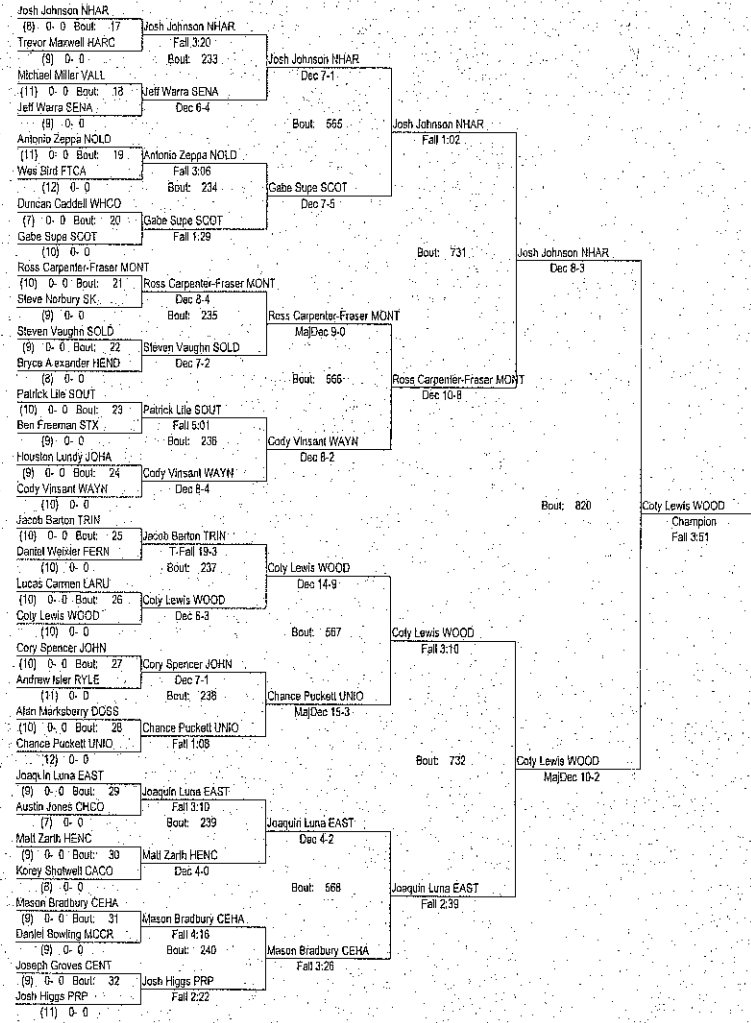 Josh Johnson NHAR
(8) 0- 0 Bout: 17
Trevor Maxwell HARC
(9) 0- 0
Michael Miller VALL
(11) 0- 0 Bout: 18
Jeff Warra SENA
(8) 0- 0
Antonio Zeppa NOLD
(11) 0- 0 Bout: 19
Wes Bird FTCA
(12) 0- 0
Duncan Caddell WHCO
(7) 0- 0 Bout: 20
Gabe Supe SCOT
(10) 0- 0
Ross Carpenter-Fraser MONT
(10) 0- 0 Bout: 21
Steve Norbury SK
(9) 0- 0
Steven Vaughn SOLD
(9) 0- 0 Bout: 22
Bryce Alexander HEND
(8) 0- 0
Patrick Lile SOUT
(10) 0- 0 Bout: 23
Ben Freeman STX
(9) 0- 0
Houston Lundy JOHA
(9) 0- 0 Bout: 24
Cody Vinsant WAYN
(10) 0- 0
Jacob Barton TRIN
(10) 0- 0 Bout: 25
Daniel Weixler FERN
(10) 0- 0
Lucas Carmen LARU
(10) 0- 0 Bout: 26
Coty Lewis WOOD
(10) 0- 0
Cory Spencer JOHN
(10) 0- 0 Bout: 27
Andrew Isler RYLE
(11) 0- 0
Alan Marksberry DOSS
(10) 0- 0 Bout: 28
Chance Puckett UNIO
(12) 0- 0
Joaquin Luna EAST
(9) 0- 0 Bout: 29
Austin Jones OHCO
(7) 0- 0
Matt Zarth HENC
(9) 0- 0 Bout: 30
Korey Shotwell CACO
(8) 0- 0
Mason Bradbury CEHA
(9) 0- 0 Bout: 31
Daniel Bowling MCCR
(9) 0- 0
Joseph Groves CENT
(9) 0- 0 Bout: 32
Josh Higgs PRP
(11) 0- 0
Josh Johnson NHAR
Fall 3:20
Bout: 233
Jeff Warra SENA
Dec 6-4
Antonio Zeppa NOLD
Fall 3:06
Bout: 234
Gabe Supe SCOT
Fall 1:29
Ross Carpenter-Fraser MONT
Dec 8-4
Bout: 235
Steven Vaughn SOLD
Dec 7-2
Patrick Lile SOUT
Fall 5:01
Bout: 236
Cody Vinsant WAYN
Dec 8-4
Jacob Barton TRIN
T-Fall 19-3
Bout: 237
Coty Lewis WOOD
Dec 6-3
Cory Spencer JOHN
Dec 7-1
Bout: 238
Chance Puckett UNIO
Fall 1:08
Joaquin Luna EAST
Fall 3:10
Bout: 239
Matt Zarth HENC
Dec 4-0
Mason Bradbury CEHA
Fall 4:16
Bout: 240
Josh Higgs PRP
Fall 2:22
Josh Johnson NHAR
Dec 7-1
Bout: 565
Gabe Supe SCOT
Dec 7-5
Ross Carpenter-Fraser MONT
MajDec 9-0
Bout: 566
Cody Vinsant WAYN
Dec 8-2
Coty Lewis WOOD
Dec 14-9
Bout: 567
Chance Puckett UNIO
MajDec 15-3
Joaquin Luna EAST
Dec 4-2
Bout: 568
Mason Bradbury CEHA
Fall 3:26
Josh Johnson NHAR
Fall 1:02
Bout: 731
Ross Carpenter-Fraser MONT
Dec 10-8
Coty Lewis WOOD
Fall 3:10
Bout: 732
Joaquin Luna EAST
Fall 2:39
Josh Johnson NHAR
Dec 8-3
Bout: 820
Coty Lewis WOOD
MajDec 10-2
Coty Lewis WOOD
Champion
Fall 3:51